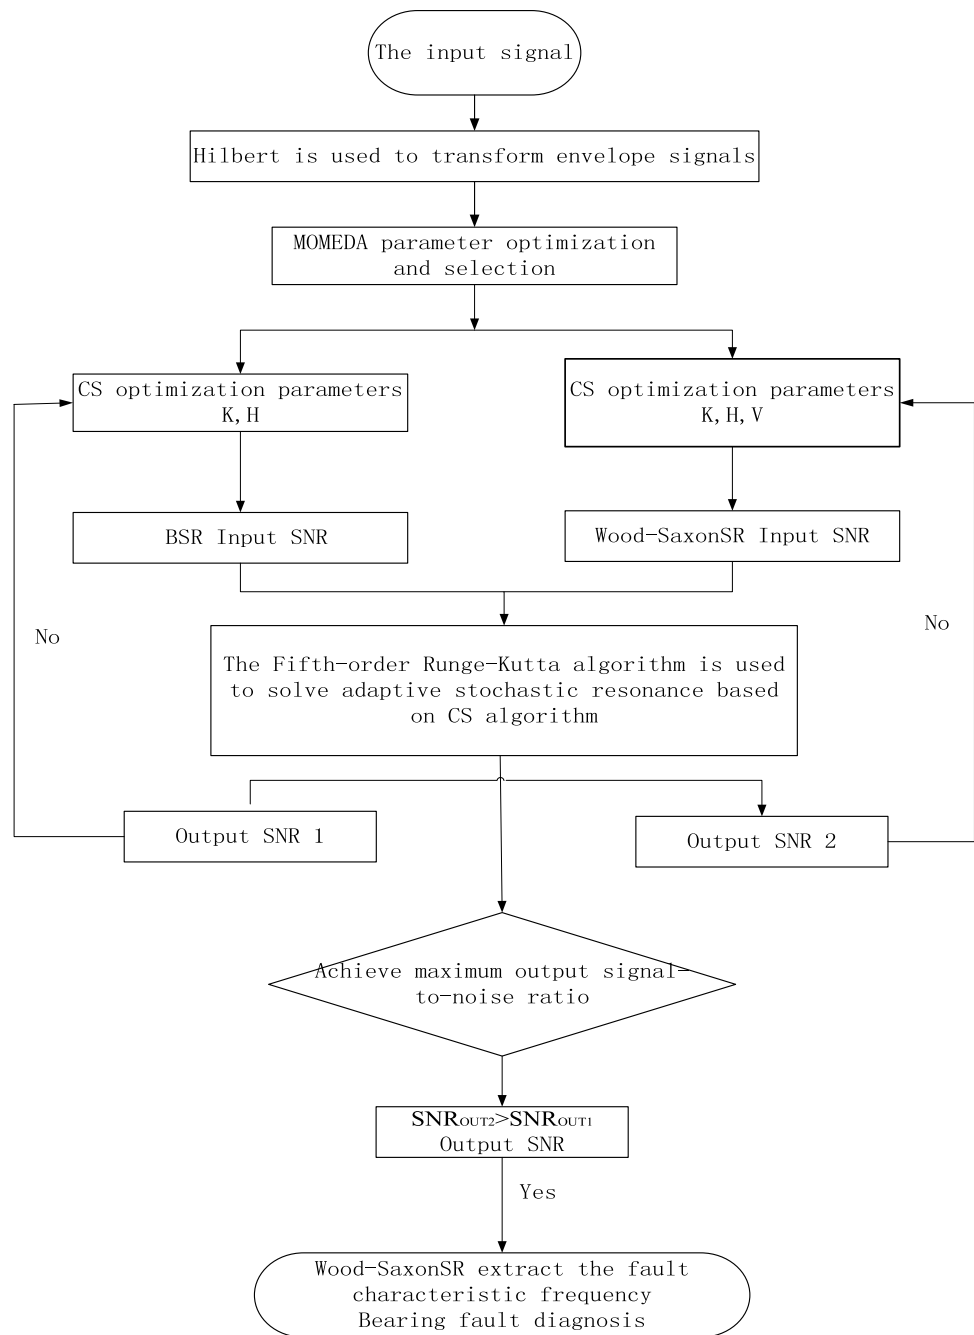 The input signal
Hilbert is used to transform envelope signals
MOMEDA parameter optimization
and selection
CS optimization parameters
K,H
CS optimization parameters
K,H,V
BSR Input SNR
Wood-SaxonSR Input SNR
No
No
The Fifth-order Runge-Kutta algorithm is used
to solve adaptive stochastic resonance based
on CS algorithm
Output SNR 1
Output SNR 2
Achieve maximum output signal-
to-noise ratio
SNROUT2>SNROUT1
Output SNR
Yes
Wood-SaxonSR extract the fault
characteristic frequency
Bearing fault diagnosis